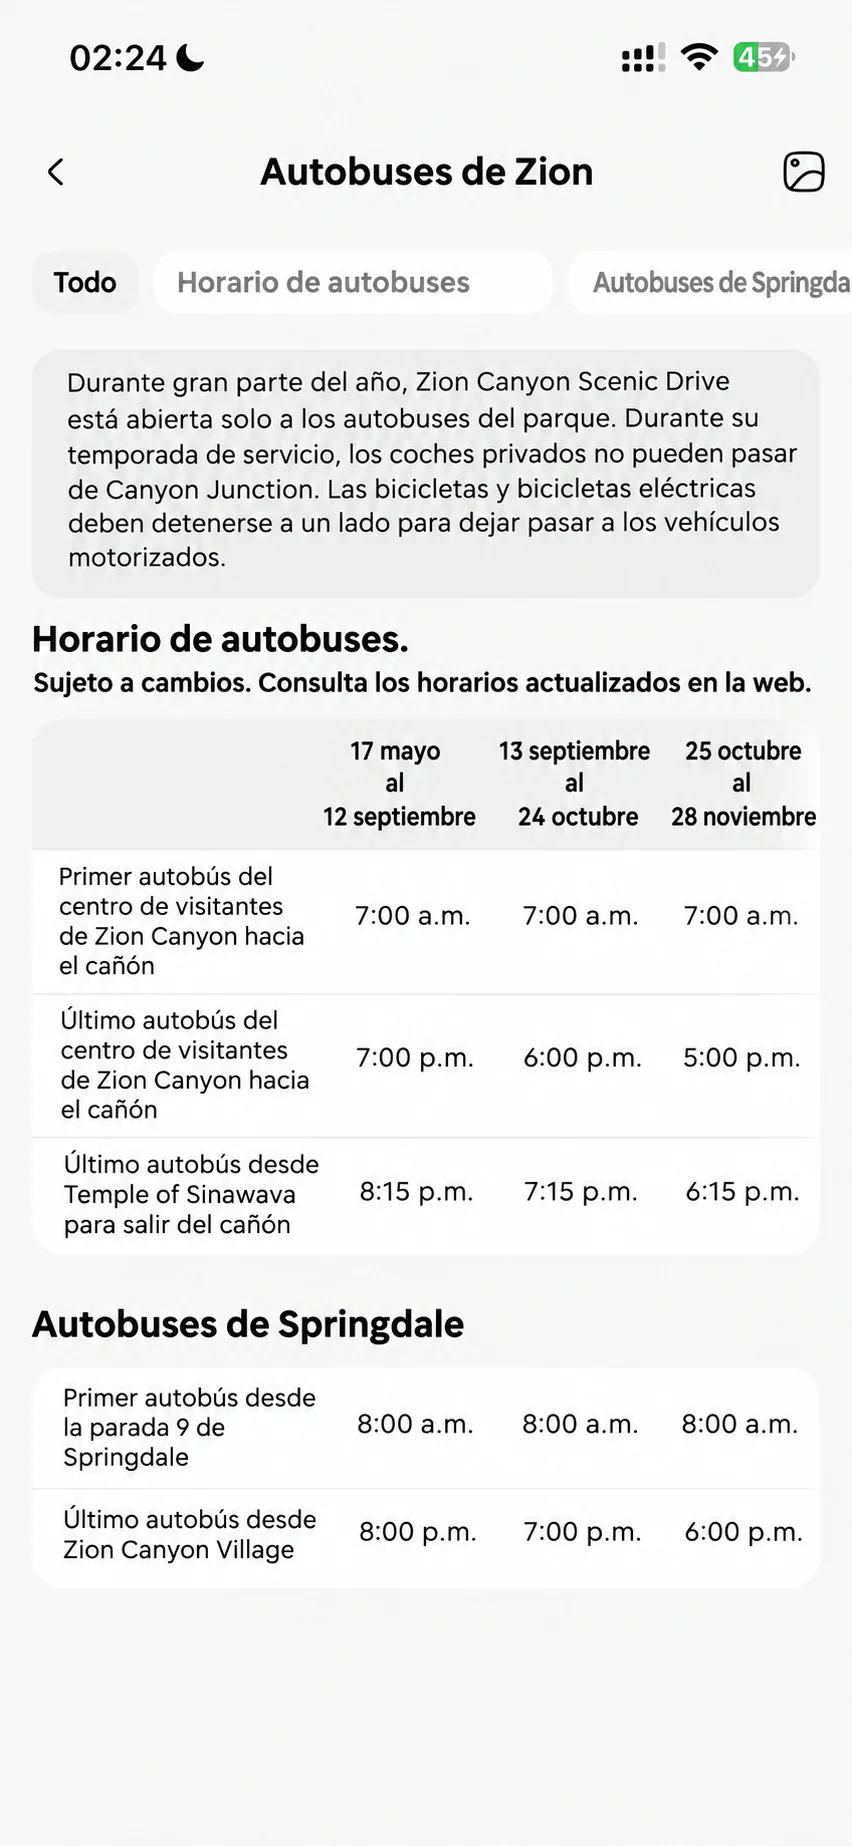 02:24
45
Autobuses de Zion
Todo
Horario de autobuses
Autobuses de Springda
Durante gran parte del año, Zion Canyon Scenic Drive
está abierta solo a los autobuses del parque. Durante su
temporada de servicio, los coches privados no pueden pasar
de Canyon Junction. Las bicicletas y bicicletas eléctricas
deben detenerse a un lado para dejar pasar a los vehículos
motorizados.
Horario de autobuses.
Sujeto a cambios. Consulta los horarios actualizados en la web.
17 mayo
al
12 septiembre
13 septiembre
al
24 octubre
25 octubre
al
28 noviembre
Primer autobús del
centro de visitantes
de Zion Canyon hacia
el cañón
7:00 a.m.
7:00 a.m.
7:00 a.m.
Último autobús del
centro de visitantes
de Zion Canyon hacia
el cañón
7:00 p.m.
6:00 p.m.
5:00 p.m.
Último autobús desde
Temple of Sinawava
para salir del cañón
8:15 p.m.
7:15 p.m.
6:15 p.m.
Autobuses de Springdale
Primer autobús desde
la parada 9 de
Springdale
8:00 a.m.
8:00 a.m.
8:00 a.m.
Último autobús desde
Zion Canyon Village
8:00 p.m.
7:00 p.m.
6:00 p.m.